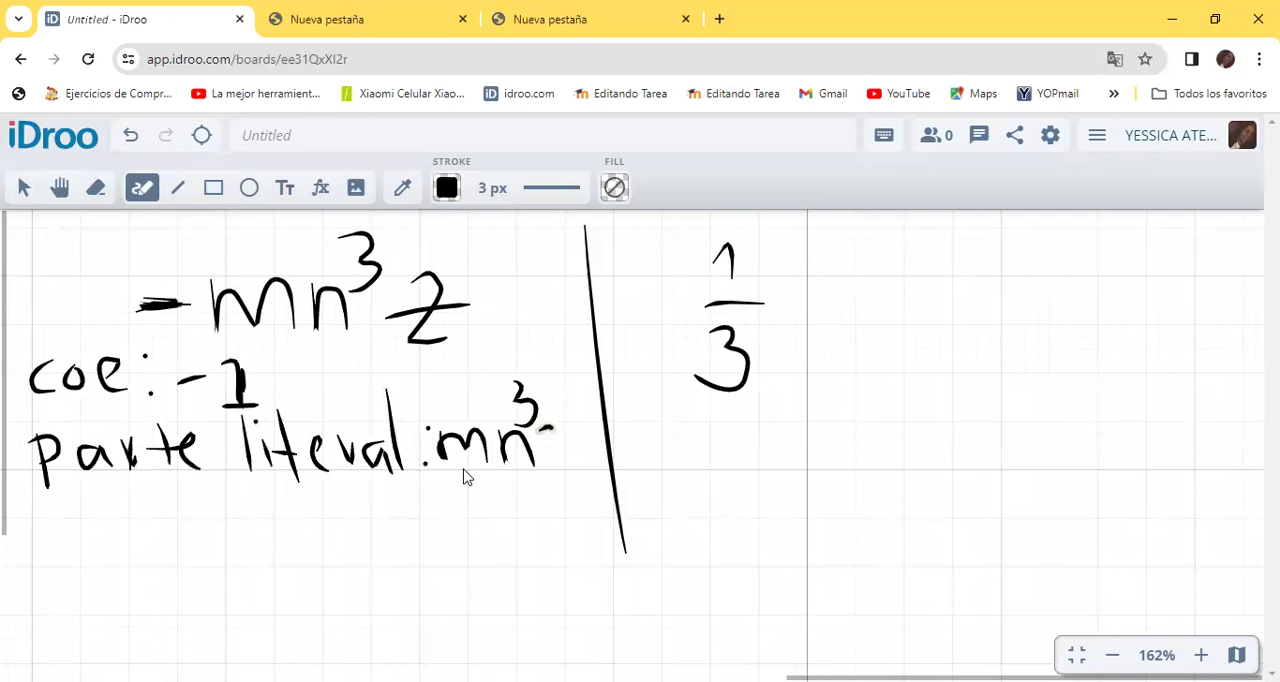 Untitled - iDroo
Nueva pestaña
Nueva pestaña
app.idroo.com/boards/ee31QxXI2r
Ejercicios de Compr...
La mejor herramient...
Xiaomi Celular Xiao...
idroo.com
Editando Tarea
Editando Tarea
Gmail
YouTube
Maps
YOPmail
»
Todos los favoritos
iDroo
Untitled
0
YESSICA ATE...
STROKE
3 px
FILL
-mn³z
coe: -1
parte literal: mn³
1
3
162%